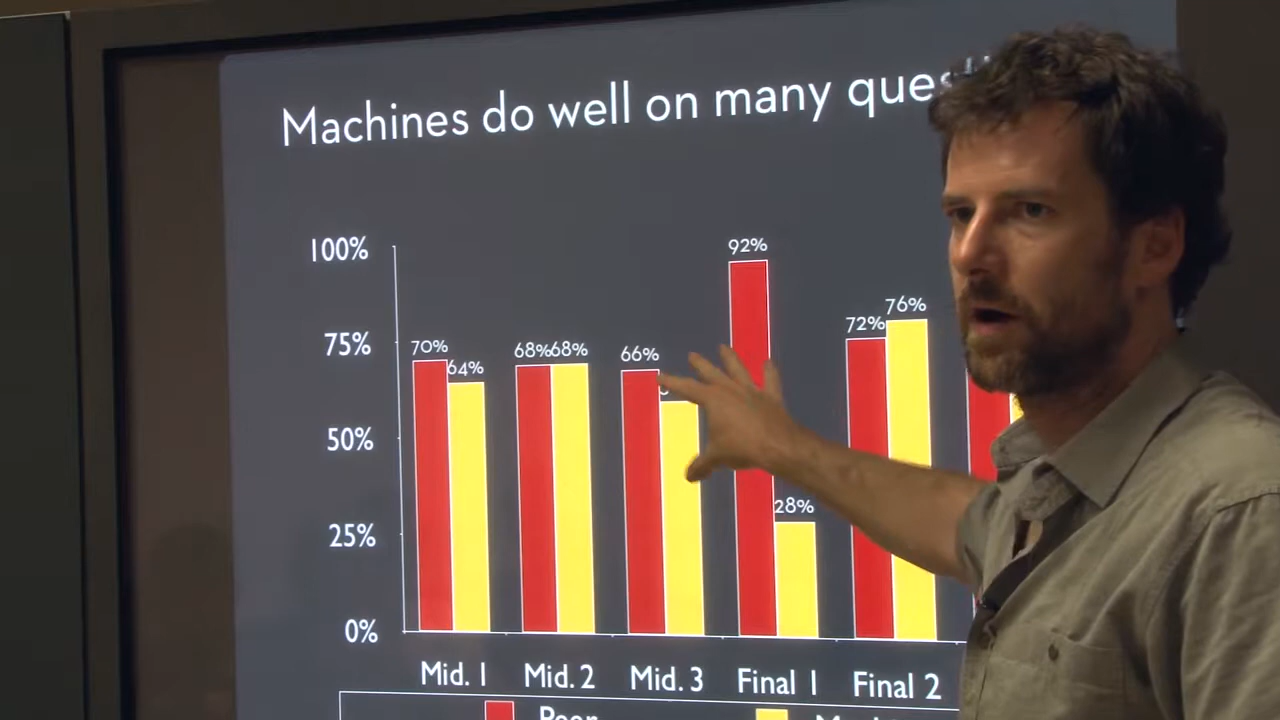 Machines do well on many
100%
75%
50%
25%
0%
70%
64%
68%
68%
66%
92%
28%
72%
76%
Mid. 1
Mid. 2
Mid. 3
Final 1
Final 2